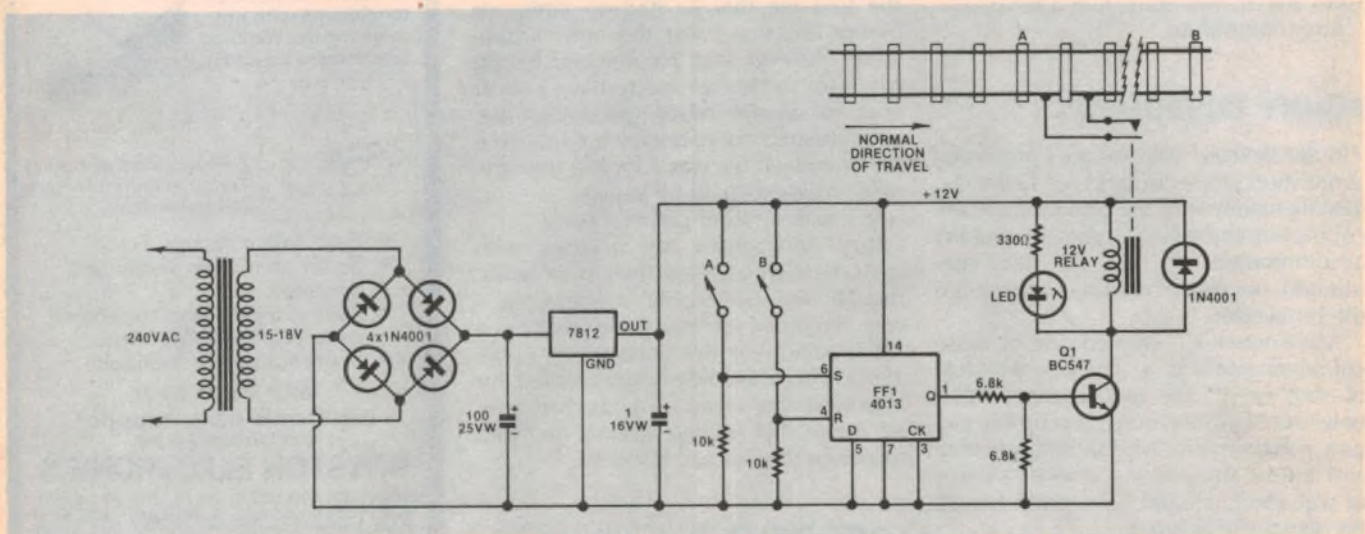 A
B
NORMAL
DIRECTION
OF TRAVEL
+12V
240VAC
15-18V
4x1N4001
7812
OUT
GND
100
25VW
+
−
1
16VW
+
−
A
B
10k
10k
6
S
4
R
14
FF1
4013
Q
1
D
5
7
CK
3
6.8k
6.8k
330Ω
LED
12V
RELAY
1N4001
Q1
BC547